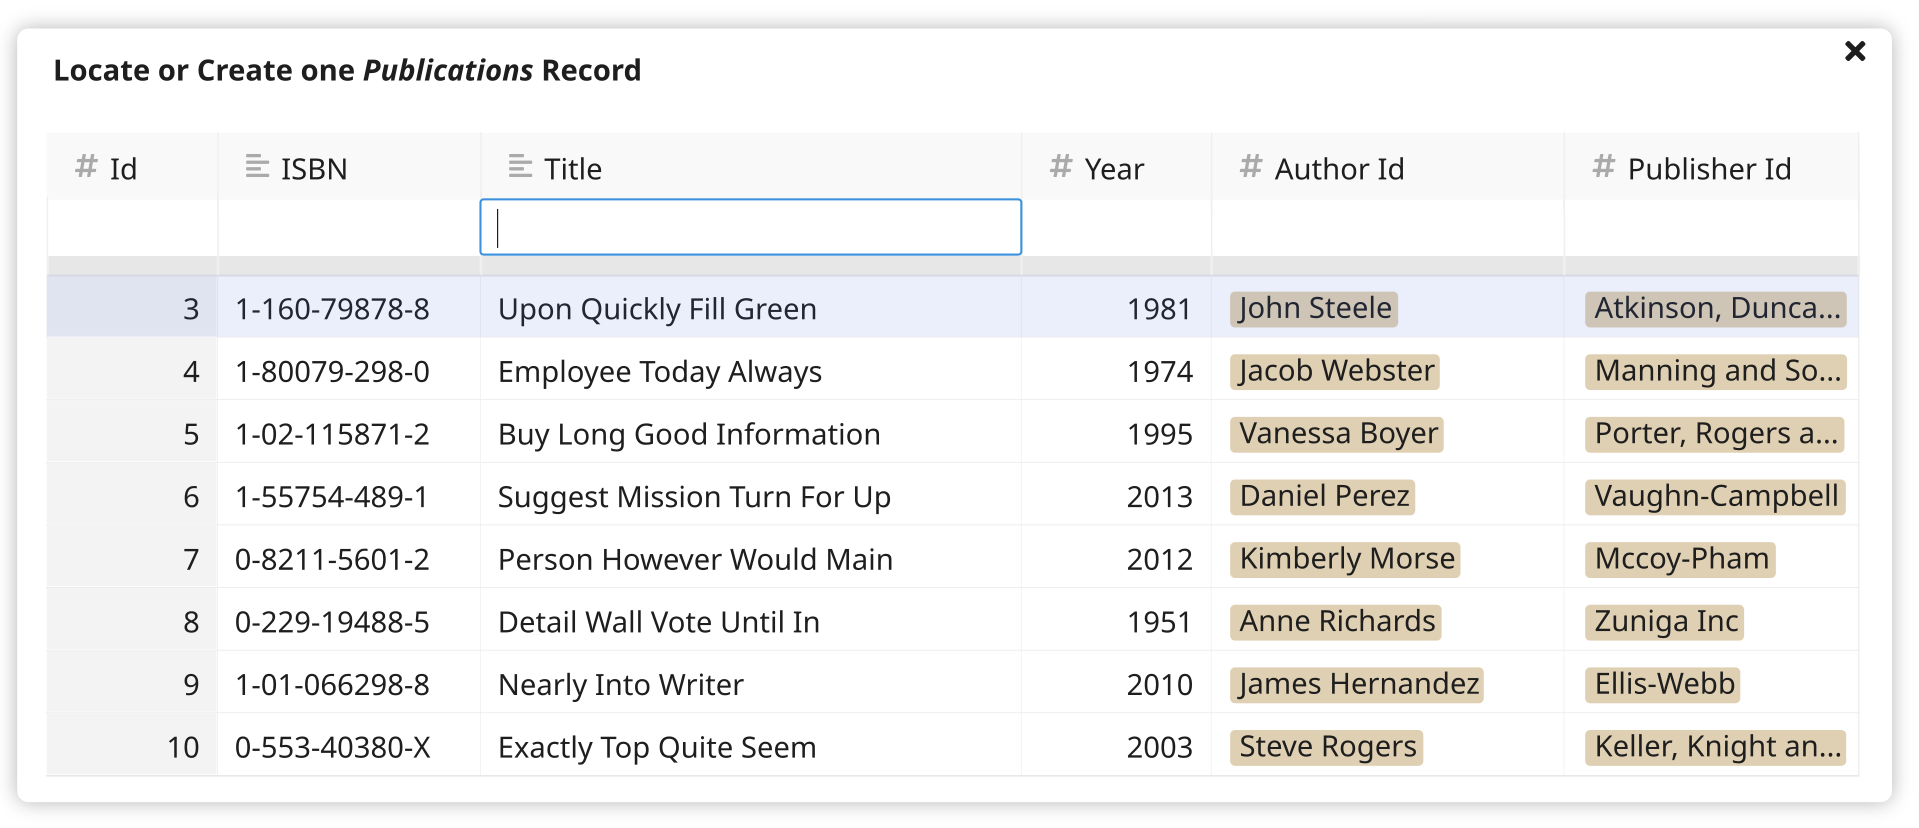 Locate or Create one Publications Record
# Id ISBN Title # Year # Author Id # Publisher Id
3 1-160-79878-8 Upon Quickly Fill Green 1981 John Steele Atkinson, Dunca...
4 1-80079-298-0 Employee Today Always 1974 Jacob Webster Manning and So...
5 1-02-115871-2 Buy Long Good Information 1995 Vanessa Boyer Porter, Rogers a...
6 1-55754-489-1 Suggest Mission Turn For Up 2013 Daniel Perez Vaughn-Campbell
7 0-8211-5601-2 Person However Would Main 2012 Kimberly Morse Mccoy-Pham
8 0-229-19488-5 Detail Wall Vote Until In 1951 Anne Richards Zuniga Inc
9 1-01-066298-8 Nearly Into Writer 2010 James Hernandez Ellis-Webb
10 0-553-40380-X Exactly Top Quite Seem 2003 Steve Rogers Keller, Knight an...